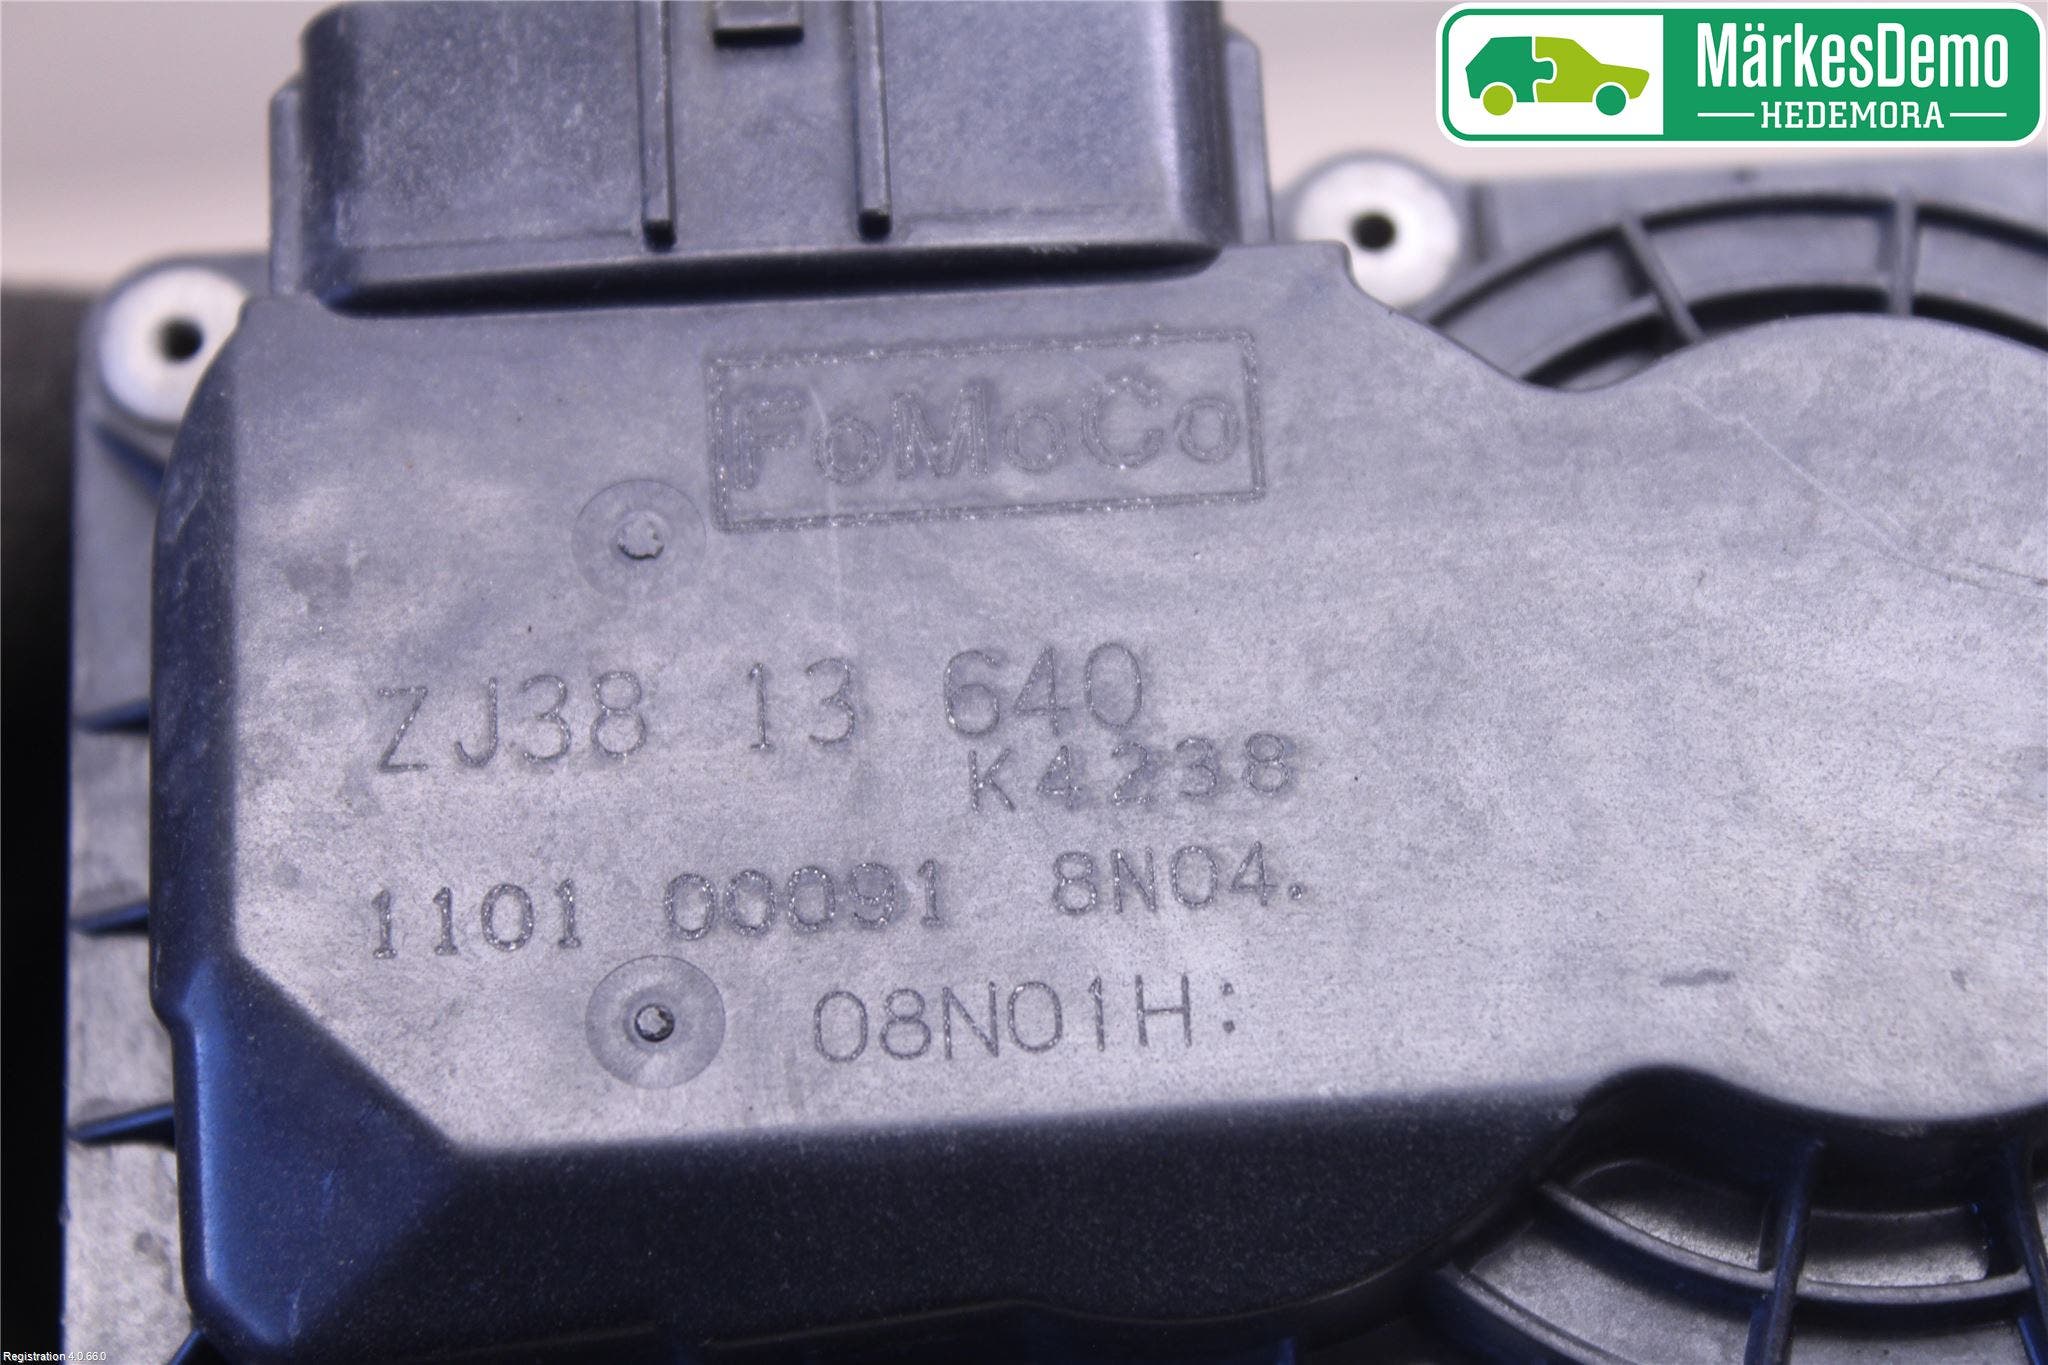 MärkesDemo
HEDEMORA
FoMoCo
ZJ38 13 640
K4238
1101 00091 8N04.
08N01H:
Registration 4.0.66.0